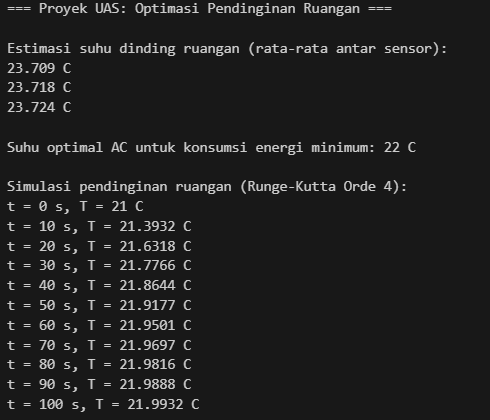 === Proyek UAS: Optimasi Pendinginan Ruangan ===
Estimasi suhu dinding ruangan (rata-rata antar sensor):
23.709 C
23.718 C
23.724 C
Suhu optimal AC untuk konsumsi energi minimum: 22 C
Simulasi pendinginan ruangan (Runge-Kutta Orde 4):
t = 0 s, T = 21 C
t = 10 s, T = 21.3932 C
t = 20 s, T = 21.6318 C
t = 30 s, T = 21.7766 C
t = 40 s, T = 21.8644 C
t = 50 s, T = 21.9177 C
t = 60 s, T = 21.9501 C
t = 70 s, T = 21.9697 C
t = 80 s, T = 21.9816 C
t = 90 s, T = 21.9888 C
t = 100 s, T = 21.9932 C